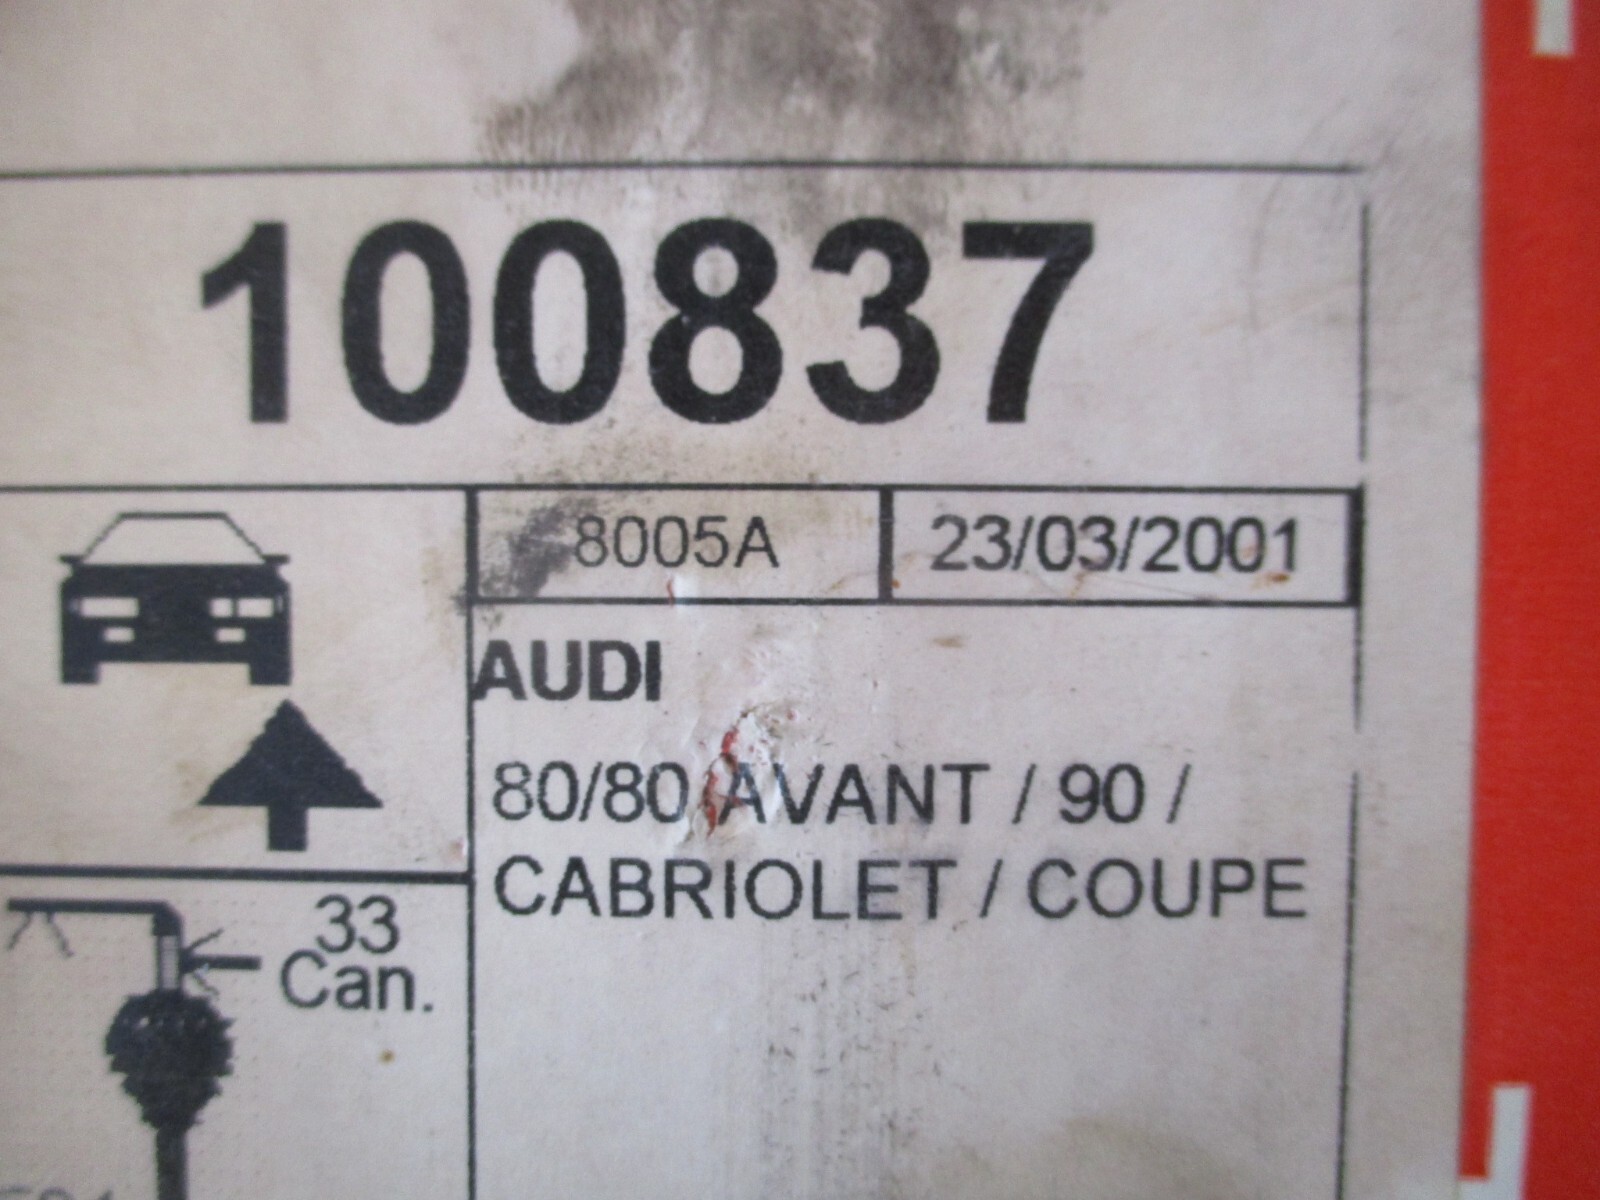 100837
8005A
23/03/2001
AUDI
80/80 AVANT / 90 /
CABRIOLET / COUPE
33
Can.